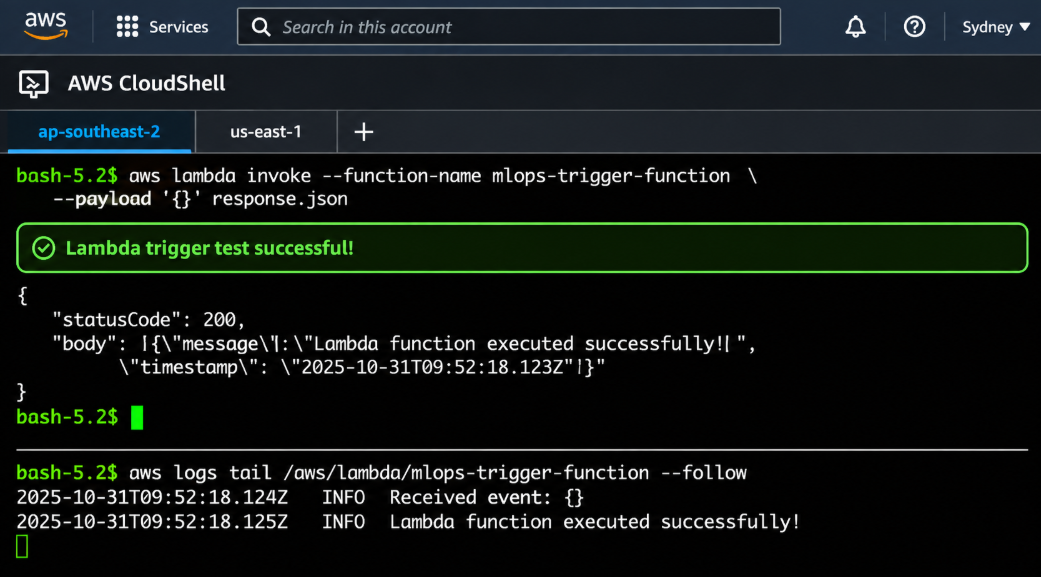 aws
Services
Search in this account
Sydney ▼
AWS CloudShell
ap-southeast-2
us-east-1
+
bash-5.2$ aws lambda invoke --function-name mlops-trigger-function \
--payload '{}' response.json
Lambda trigger test successful!
{
"statusCode": 200,
"body": |{\"message\"|:\"Lambda function executed successfully!| ",
\"timestamp\": \"2025-10-31T09:52:18.123Z"|}"
}
bash-5.2$
bash-5.2$ aws logs tail /aws/lambda/mlops-trigger-function --follow
2025-10-31T09:52:18.124Z INFO Received event: {}
2025-10-31T09:52:18.125Z INFO Lambda function executed successfully!